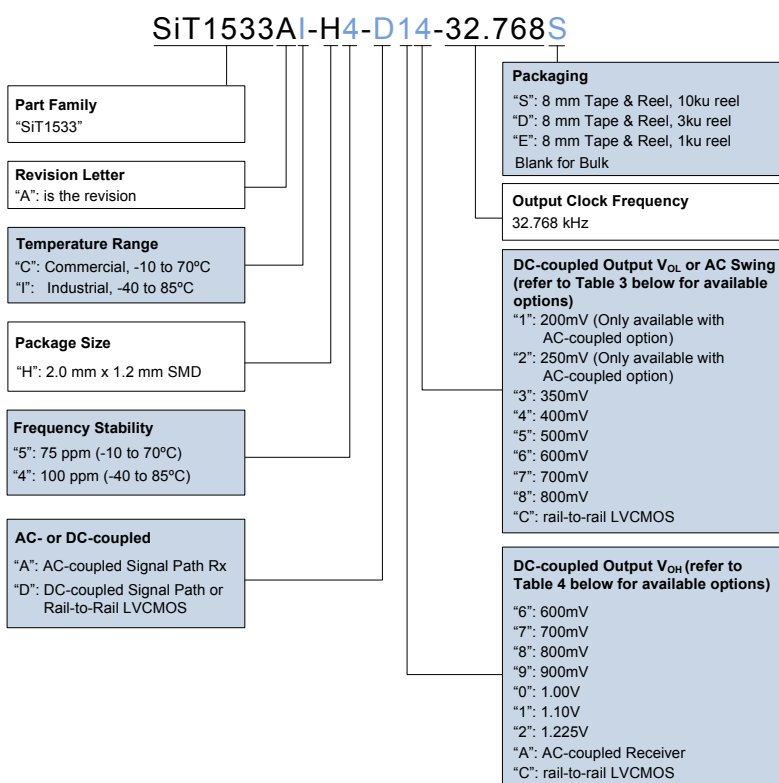 SiT1533AI-H4-D14-32.768S
Part Family
“SiT1533”
Revision Letter
“A”: is the revision
Temperature Range
“C”: Commercial, -10 to 70ºC
“I”: Industrial, -40 to 85ºC
Package Size
“H”: 2.0 mm x 1.2 mm SMD
Frequency Stability
“5”: 75 ppm (-10 to 70ºC)
“4”: 100 ppm (-40 to 85ºC)
AC- or DC-coupled
“A”: AC-coupled Signal Path Rx
“D”: DC-coupled Signal Path or
Rail-to-Rail LVCMOS
Packaging
“S”: 8 mm Tape & Reel, 10ku reel
“D”: 8 mm Tape & Reel, 3ku reel
“E”: 8 mm Tape & Reel, 1ku reel
Blank for Bulk
Output Clock Frequency
32.768 kHz
DC-coupled Output VOL or AC Swing
(refer to Table 3 below for available
options)
“1”: 200mV (Only available with
AC-coupled option)
“2”: 250mV (Only available with
AC-coupled option)
“3”: 350mV
“4”: 400mV
“5”: 500mV
“6”: 600mV
“7”: 700mV
“8”: 800mV
“C”: rail-to-rail LVCMOS
DC-coupled Output VOH (refer to
Table 4 below for available options)
“6”: 600mV
“7”: 700mV
“8”: 800mV
“9”: 900mV
“0”: 1.00V
“1”: 1.10V
“2”: 1.225V
“A”: AC-coupled Receiver
“C”: rail-to-rail LVCMOS